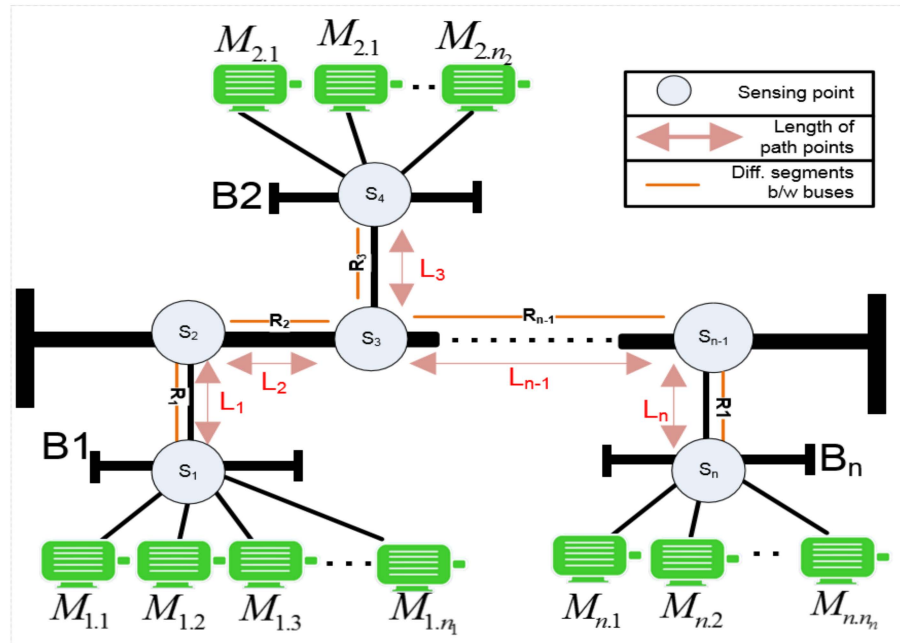 M2.1 M2.1 M2.n2
Sensing point
Length of
path points
Diff. segments
b/w buses
B2 S4
R3 L3
S2 R2 S3 Rn-1 Sn-1
L2 Ln-1
R1 L1 Ln R1
B1 S1 Sn Bn
M1.1 M1.2 M1.3 M1.n1 Mn.1 Mn.2 Mn.nn